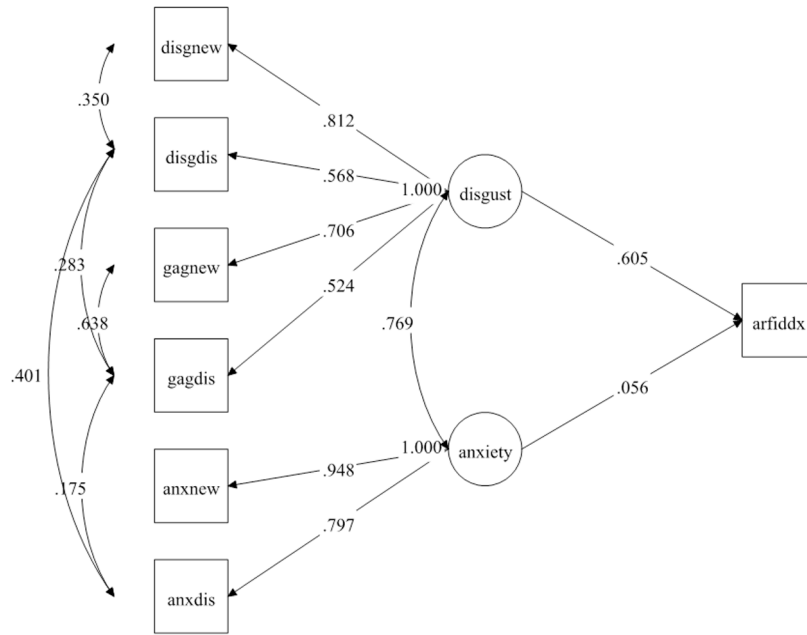 disgnew
.350
.812
disgdis
.568
1.000
disgust
.706
gagnew
.605
.283
.524
arfiddx
.638
.769
.401
gagdis
.056
1.000
anxiety
anxnew
.948
.175
.797
anxdis